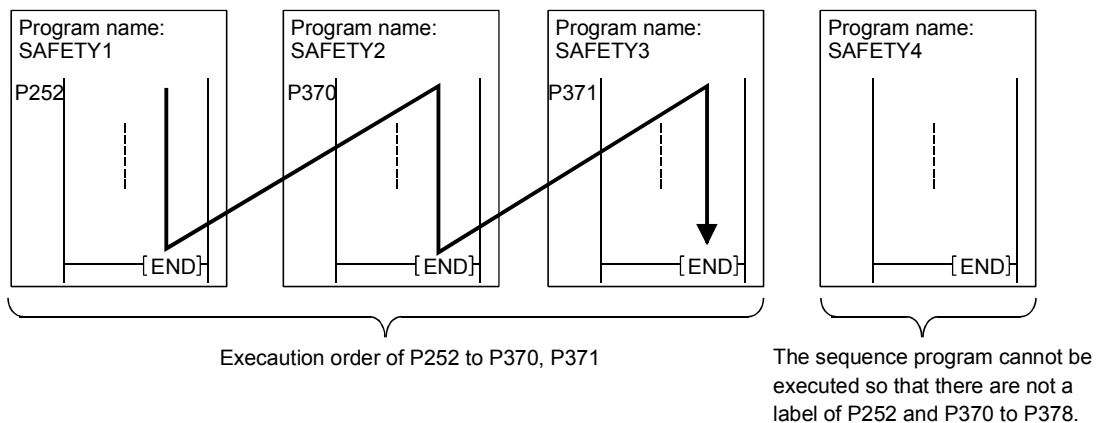 Program name:
SAFETY1
P252
[END]
Program name:
SAFETY2
P370
[END]
Program name:
SAFETY3
P371
[END]
Program name:
SAFETY4
[END]
Execaution order of P252 to P370, P371
The sequence program cannot be
executed so that there are not a
label of P252 and P370 to P378.